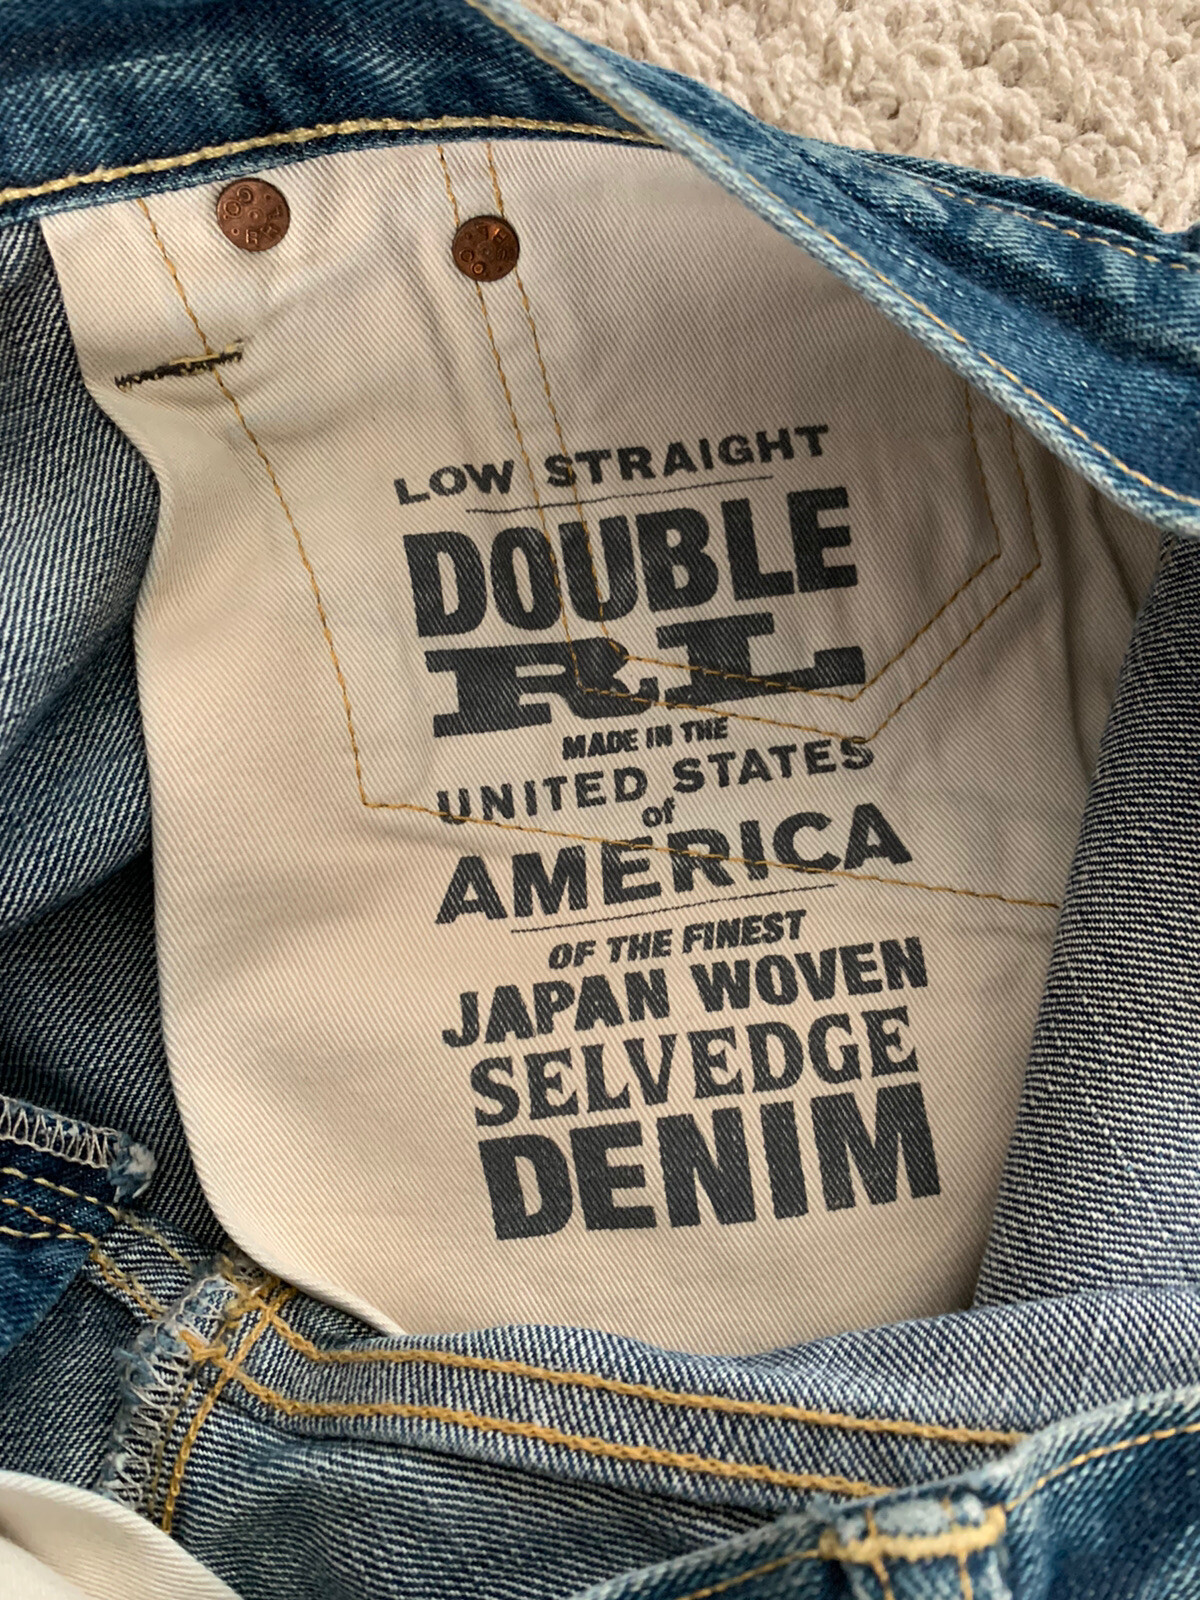 LOW STRAIGHT
DOUBLE
RL
MADE IN THE
UNITED STATES
of
AMERICA
OF THE FINEST
JAPAN WOVEN
SELVEDGE
DENIM